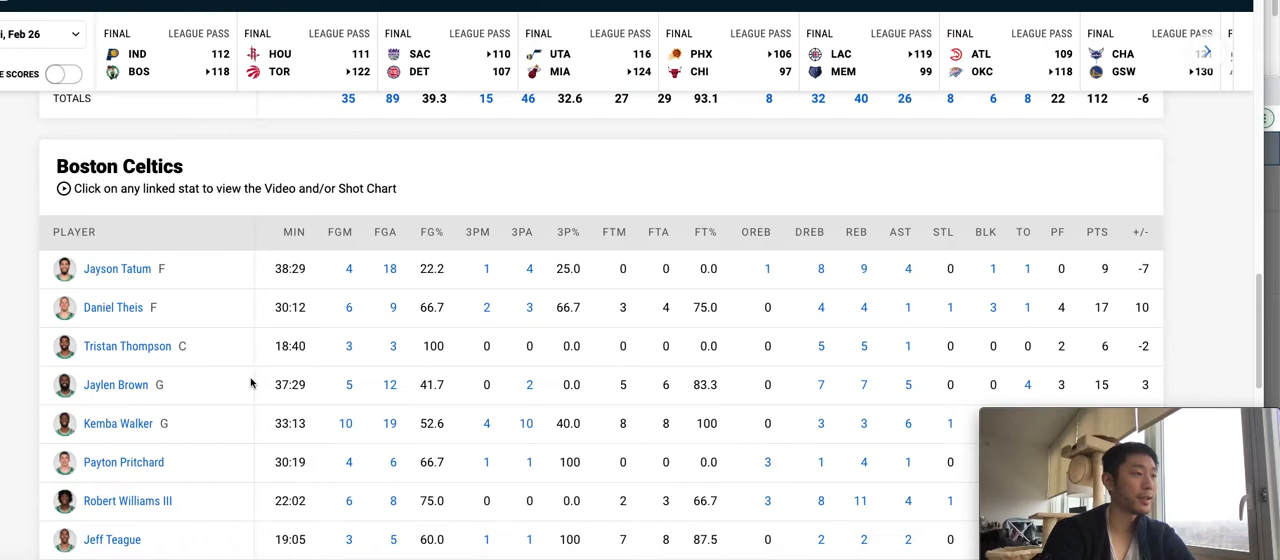 i, Feb 26
E SCORES
FINAL LEAGUE PASS
IND 112
BOS 118
FINAL LEAGUE PASS
HOU 111
TOR 122
FINAL LEAGUE PASS
SAC 110
DET 107
FINAL LEAGUE PASS
UTA 116
MIA 124
FINAL LEAGUE PASS
PHX 106
CHI 97
FINAL LEAGUE PASS
LAC 119
MEM 99
FINAL LEAGUE PASS
ATL 109
OKC 118
FINAL LEAGUE PASS
CHA
GSW 130
TOTALS 35 89 39.3 15 46 32.6 27 29 93.1 8 32 40 26 8 6 8 22 112 -6
Boston Celtics
Click on any linked stat to view the Video and/or Shot Chart
PLAYER MIN FGM FGA FG% 3PM 3PA 3P% FTM FTA FT% OREB DREB REB AST STL BLK TO PF PTS +/-
Jayson Tatum F 38:29 4 18 22.2 1 4 25.0 0 0 0.0 1 8 9 4 0 1 1 0 9 -7
Daniel Theis F 30:12 6 9 66.7 2 3 66.7 3 4 75.0 0 4 4 1 1 3 1 4 17 10
Tristan Thompson C 18:40 3 3 100 0 0 0.0 0 0 0.0 0 5 5 1 0 0 0 2 6 -2
Jaylen Brown G 37:29 5 12 41.7 0 2 0.0 5 6 83.3 0 7 7 5 0 0 4 3 15 3
Kemba Walker G 33:13 10 19 52.6 4 10 40.0 8 8 100 0 3 3 6 1
Payton Pritchard 30:19 4 6 66.7 1 1 100 0 0 0.0 3 1 4 1 0
Robert Williams III 22:02 6 8 75.0 0 0 0.0 2 3 66.7 3 8 11 4 1
Jeff Teague 19:05 3 5 60.0 1 1 100 7 8 87.5 0 2 2 2 0